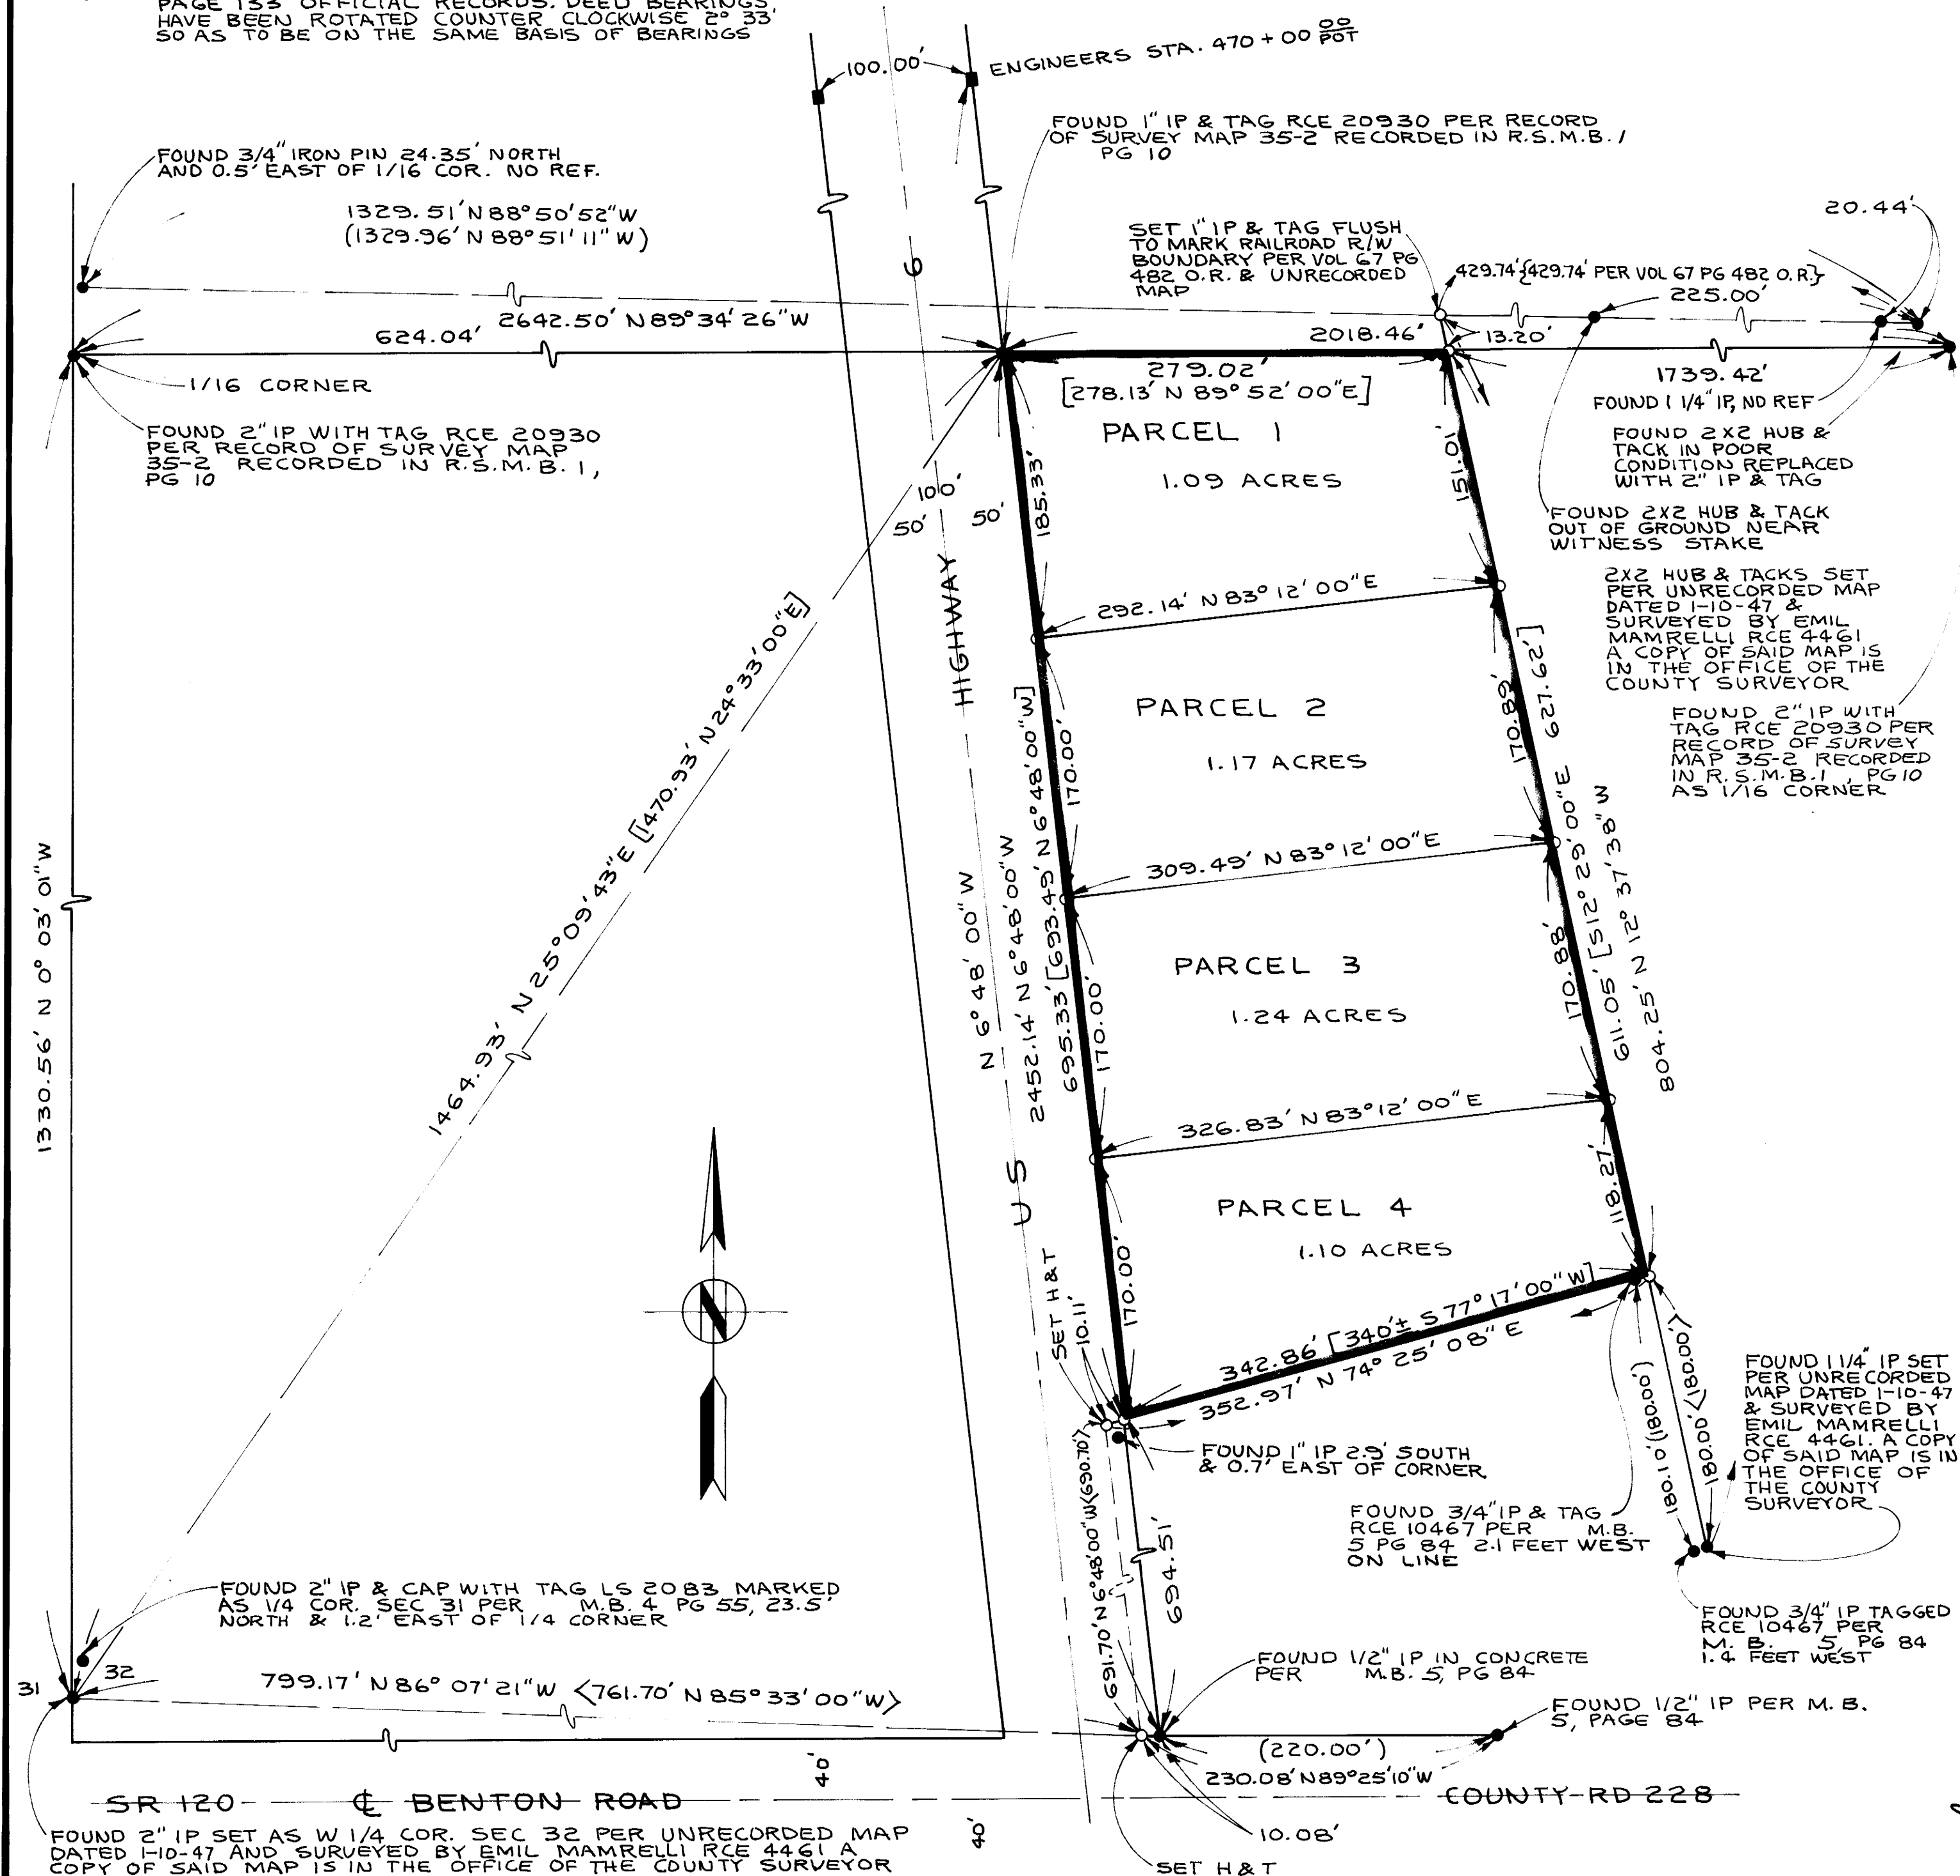 PAGE 133 OFFICIAL RECORDS. DEED BEARINGS
HAVE BEEN ROTATED COUNTER CLOCKWISE 2° 33'
SO AS TO BE ON THE SAME BASIS OF BEARINGS
100.00'
ENGINEERS STA. 470 + 00 00
POT
FOUND 1" IP & TAG RCE 20930 PER RECORD
OF SURVEY MAP 35-2 RECORDED IN R.S.M.B. 1
PG 10
FOUND 3/4" IRON PIN 24.35' NORTH
AND 0.5' EAST OF 1/16 COR. NO REF.
1329.51' N 88° 50' 52" W
(1329.96' N 88° 51' 11" W)
SET 1" IP & TAG FLUSH
TO MARK RAILROAD R/W
BOUNDARY PER VOL 67 PG
482 O.R. & UNRECORDED
MAP
20.44'
429.74' {429.74' PER VOL 67 PG 482 O.R.}
225.00'
624.04'
2642.50' N 89° 34' 26" W
2018.46'
13.20'
1739.42'
1/16 CORNER
279.02'
[278.13' N 89° 52' 00" E]
FOUND 2" IP WITH TAG RCE 20930
PER RECORD OF SURVEY MAP
35-2 RECORDED IN R.S.M.B. 1,
PG 10
FOUND 1 1/4" IP, NO REF
FOUND 2X2 HUB &
TACK IN POOR
CONDITION REPLACED
WITH 2" IP & TAG
FOUND 2X2 HUB & TACK
OUT OF GROUND NEAR
WITNESS STAKE
2X2 HUB & TACKS SET
PER UNRECORDED MAP
DATED 1-10-47 &
SURVEYED BY EMIL
MAMRELLI RCE 4461
A COPY OF SAID MAP IS
IN THE OFFICE OF THE
COUNTY SURVEYOR
FOUND 2" IP WITH
TAG RCE 20930 PER
RECORD OF SURVEY
MAP 35-2 RECORDED
IN R.S.M.B. 1 , PG 10
AS 1/16 CORNER
PARCEL 1
1.09 ACRES
185.33'
151.01'
100'
50'
50'
292.14' N 83° 12' 00" E
PARCEL 2
1.17 ACRES
170.00'
170.89'
309.49' N 83° 12' 00" E
PARCEL 3
1.24 ACRES
170.00'
170.88'
326.83' N 83° 12' 00" E
PARCEL 4
1.10 ACRES
170.00'
118.27'
342.86' [340'± S 77° 17' 00" W]
352.97' N 74° 25' 08" E
US HIGHWAY 6
N 6° 48' 00" W
2452.14' N 6° 48' 00" W
695.33' [693.49' N 6° 48' 00" W]
611.05' [S 12° 29' 00" E 627.62']
804.25' N 12° 37' 38" W
1330.56' N 0° 03' 01" W
1464.93' N 25° 09' 43" E [1470.93' N 24° 33' 00" E]
N
SET H&T
10.11'
FOUND 1" IP 2.9' SOUTH
& 0.7' EAST OF CORNER
691.70' N 6° 48' 00" W <690.70'>
694.51'
180.10' (180.00')
180.00' <180.00'>
FOUND 1 1/4" IP SET
PER UNRECORDED
MAP DATED 1-10-47
& SURVEYED BY
EMIL MAMRELLI
RCE 4461. A COPY
OF SAID MAP IS IN
THE OFFICE OF
THE COUNTY
SURVEYOR
FOUND 3/4" IP & TAG
RCE 10467 PER M.B.
5 PG 84 2.1 FEET WEST
ON LINE
FOUND 3/4" IP TAGGED
RCE 10467 PER
M. B. 5, PG 84
1.4 FEET WEST
FOUND 2" IP & CAP WITH TAG LS 2083 MARKED
AS 1/4 COR. SEC 31 PER M.B. 4 PG 55, 23.5'
NORTH & 1.2' EAST OF 1/4 CORNER
31
32
799.17' N 86° 07' 21" W <761.70' N 85° 33' 00" W>
FOUND 1/2" IP IN CONCRETE
PER M.B. 5, PG 84
FOUND 1/2" IP PER M. B.
5, PAGE 84
(220.00')
230.08' N 89° 25' 10" W
40'
40'
SR 120 ℄ BENTON ROAD COUNTY RD 228
10.08'
SET H & T
FOUND 2" IP SET AS W 1/4 COR. SEC 32 PER UNRECORDED MAP
DATED 1-10-47 AND SURVEYED BY EMIL MAMRELLI RCE 4461 A
COPY OF SAID MAP IS IN THE OFFICE OF THE COUNTY SURVEYOR